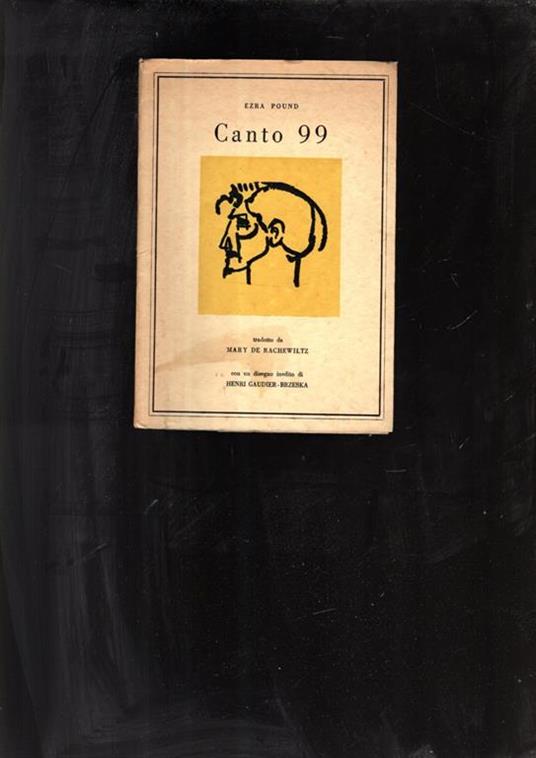 EZRA POUND
Canto 99
tradotto da
MARY DE RACHEWILTZ
con un disegno inedito di
HENRI GAUDIER-BRZESKA